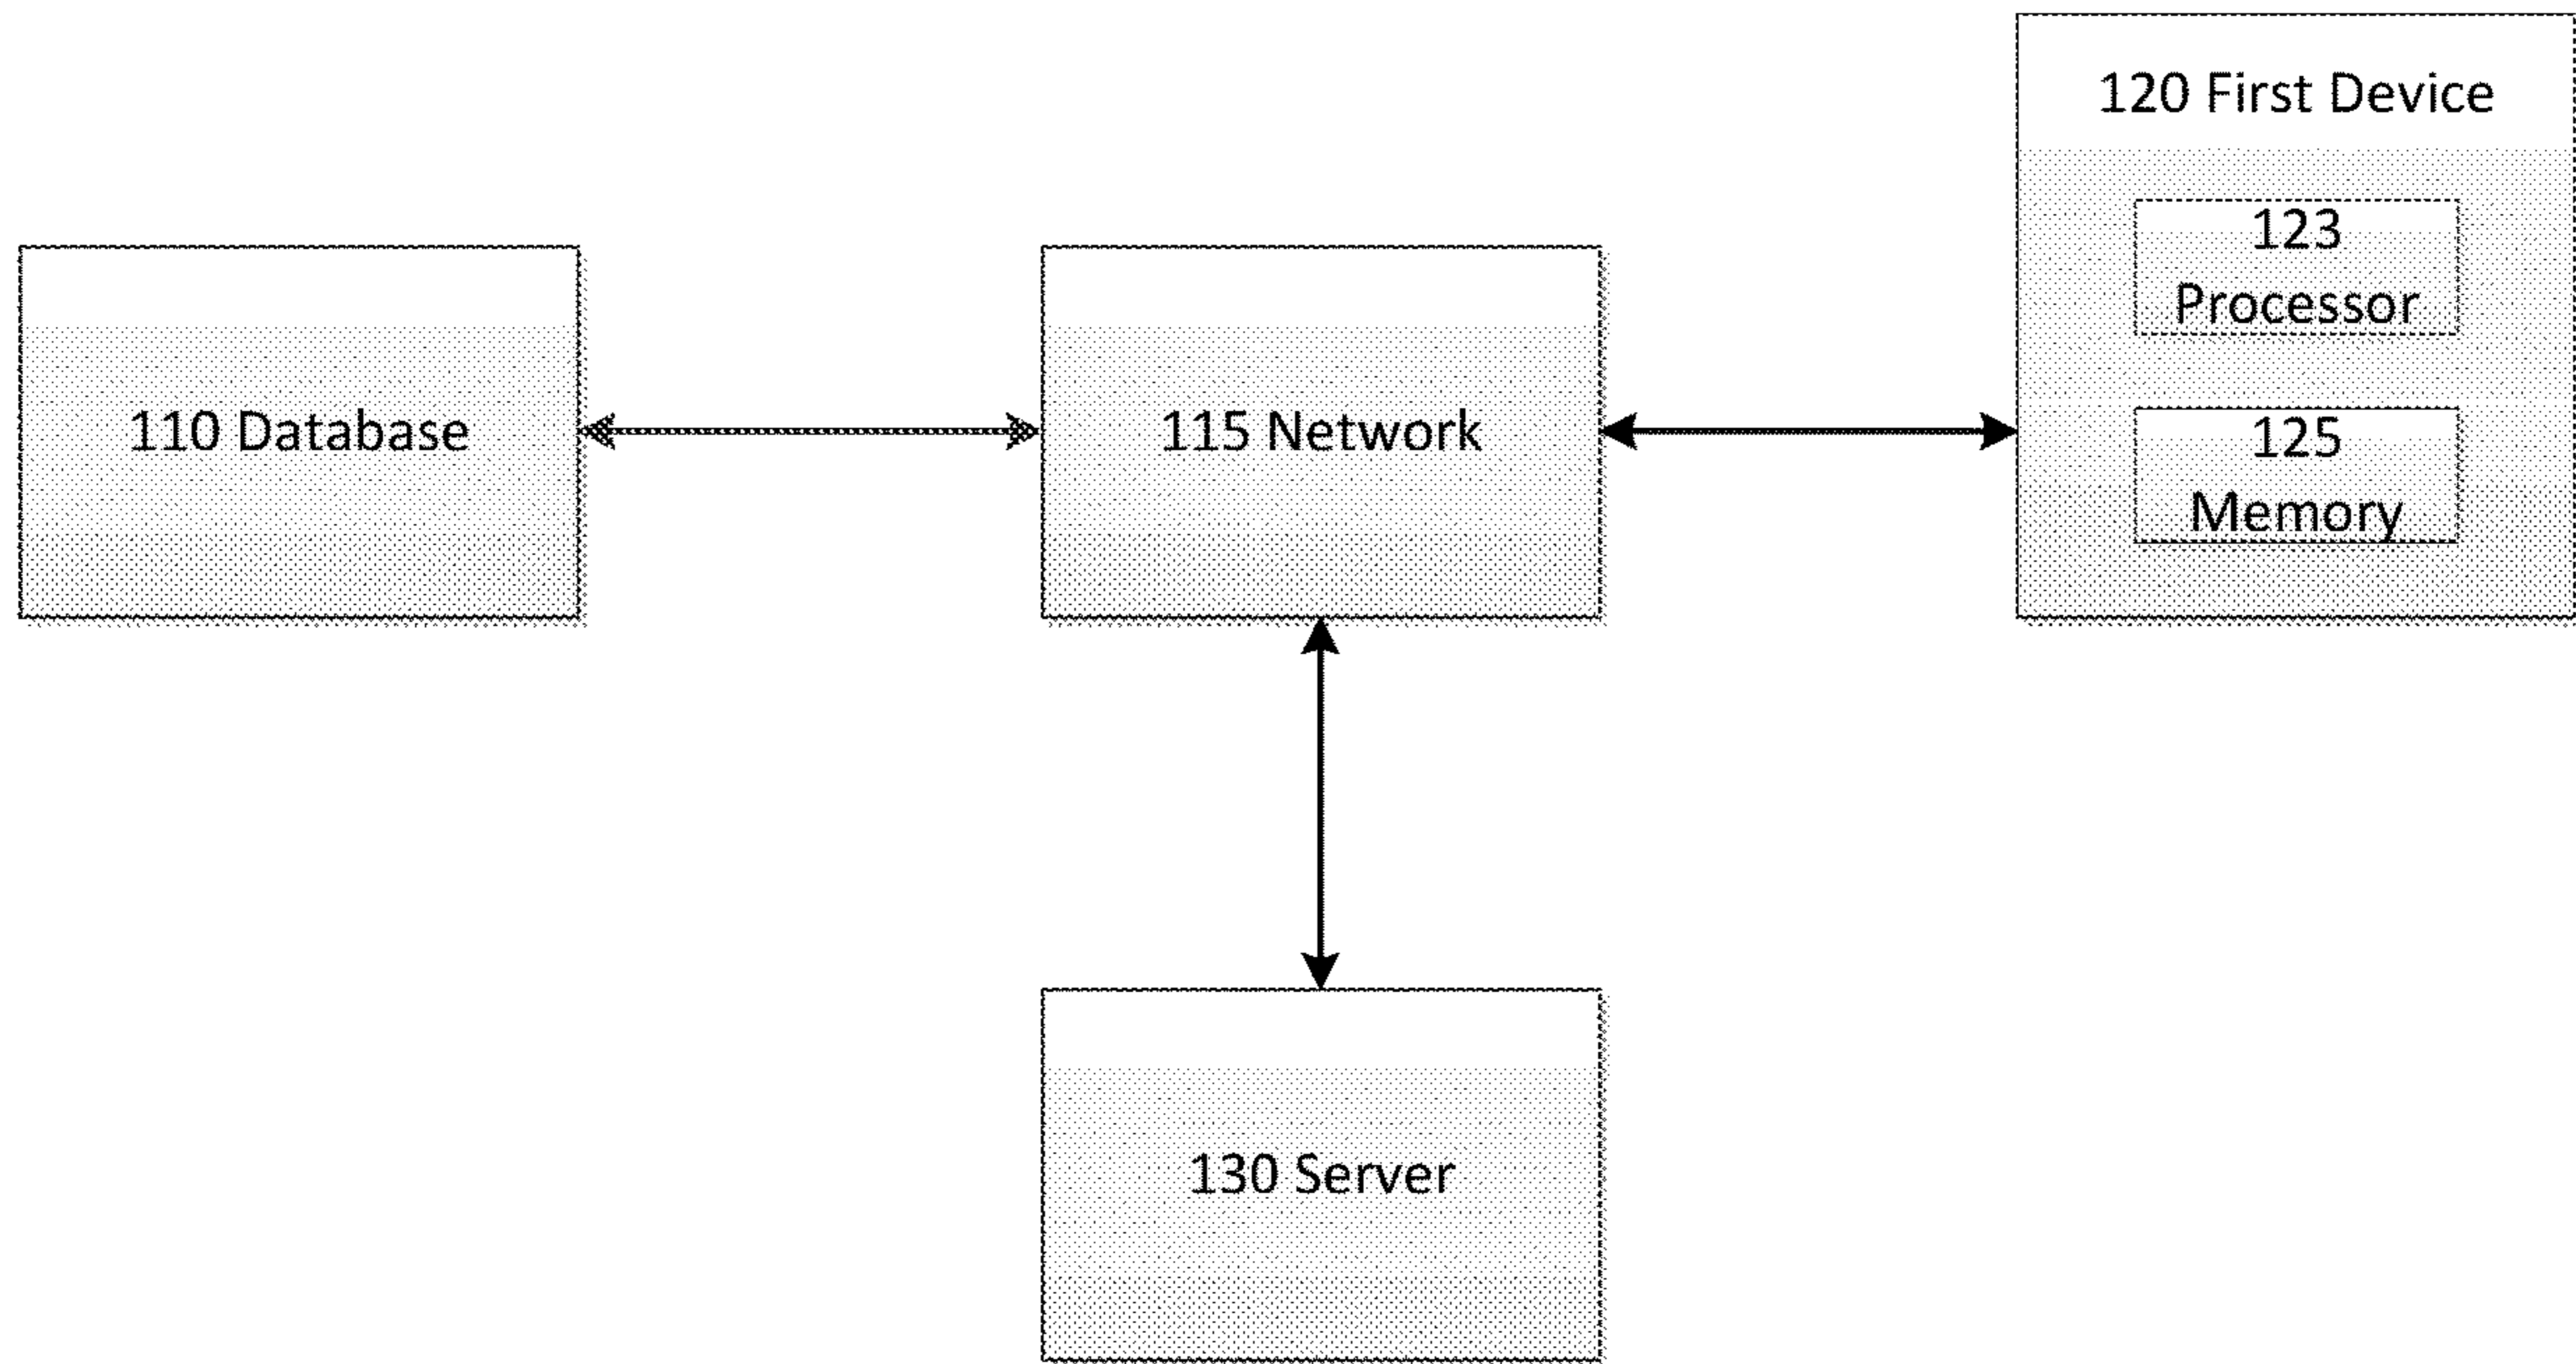 120 First Device
123
Processor
110 Database
115 Network
125
Memory
130 Server